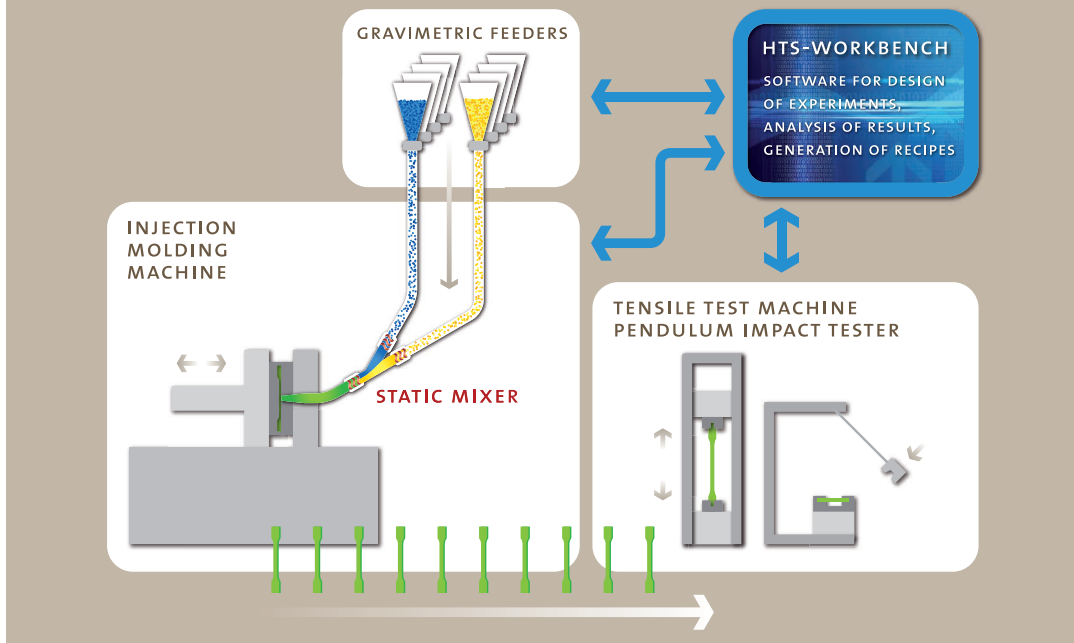 GRAVIMETRIC FEEDERS
HTS-WORKBENCH
SOFTWARE FOR DESIGN
OF EXPERIMENTS,
ANALYSIS OF RESULTS,
GENERATION OF RECIPES
INJECTION
MOLDING
MACHINE
TENSILE TEST MACHINE
PENDULUM IMPACT TESTER
STATIC MIXER